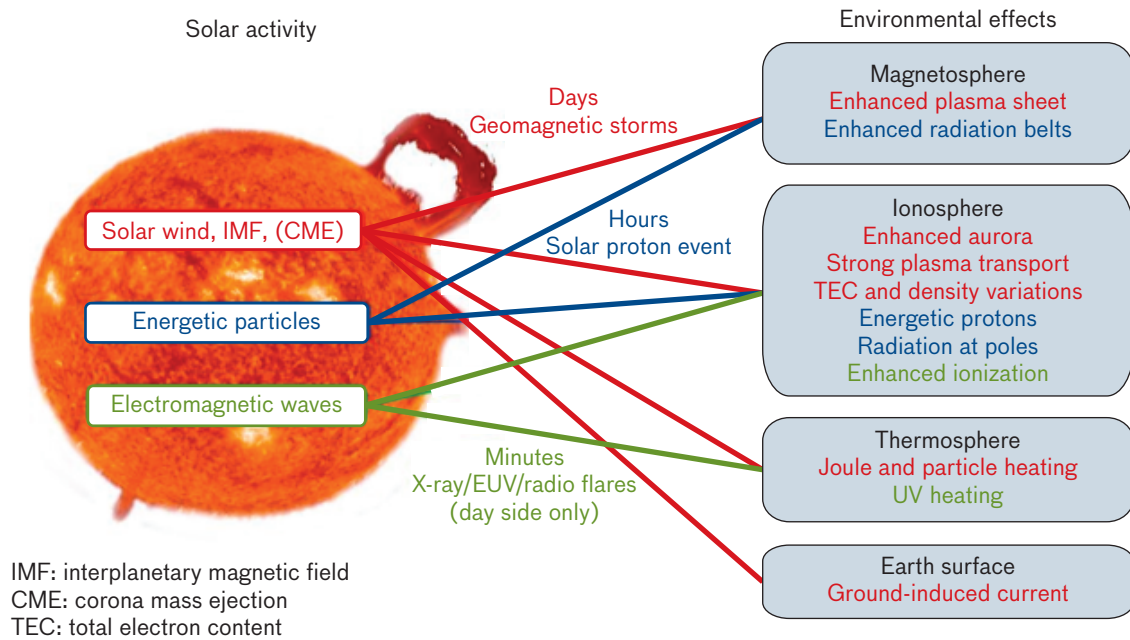 Solar activity
Environmental effects
Days
Geomagnetic storms
Solar wind, IMF, (CME)
Hours
Solar proton event
Energetic particles
Electromagnetic waves
Minutes
X-ray/EUV/radio flares
(day side only)
Magnetosphere
Enhanced plasma sheet
Enhanced radiation belts
Ionosphere
Enhanced aurora
Strong plasma transport
TEC and density variations
Energetic protons
Radiation at poles
Enhanced ionization
Thermosphere
Joule and particle heating
UV heating
Earth surface
Ground-induced current
IMF: interplanetary magnetic field
CME: corona mass ejection
TEC: total electron content